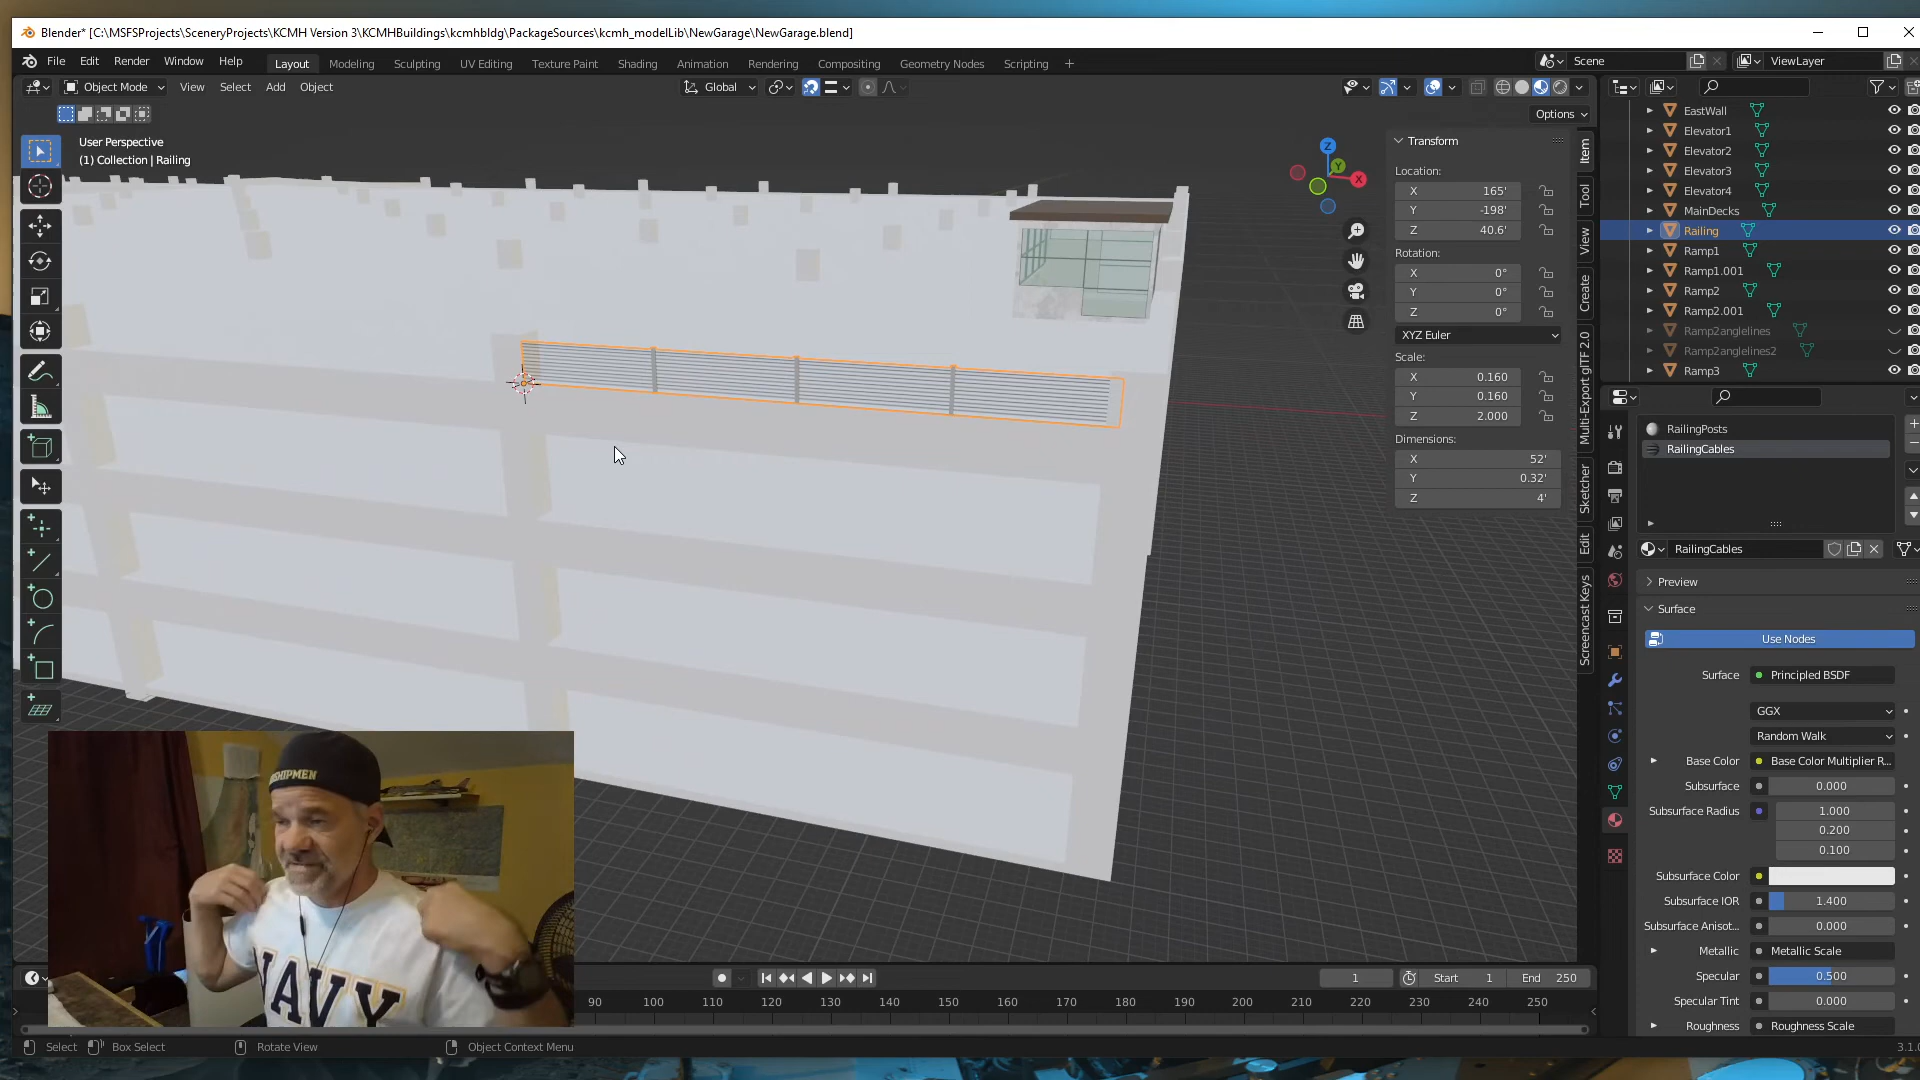 Blender* [C:\MSFSProjects\SceneryProjects\KCMH Version 3\KCMHBuildings\kcmhbldg\PackageSources\kcmh_modelLib\NewGarage\NewGarage.blend]
File Edit Render Window Help Layout Modeling Sculpting UV Editing Texture Paint Shading Animation Rendering Compositing Geometry Nodes Scripting + Scene ViewLayer
Object Mode View Select Add Object Global
Options
User Perspective
(1) Collection | Railing
Z
Y
X
Transform
Location:
X 165'
Y -198'
Z 40.6'
Rotation:
X 0°
Y 0°
Z 0°
XYZ Euler
Scale:
X 0.160
Y 0.160
Z 2.000
Dimensions:
X 52'
Y 0.32'
Z 4'
Item
Tool
View
Create
Multi-Export glTF 2.0
Sketcher
Edit
Screencast Keys
EastWall
Elevator1
Elevator2
Elevator3
Elevator4
MainDecks
Railing
Ramp1
Ramp1.001
Ramp2
Ramp2.001
Ramp2anglelines
Ramp2anglelines2
Ramp3
RailingPosts
RailingCables
RailingCables
Preview
Surface
Use Nodes
Surface Principled BSDF
GGX
Random Walk
Base Color Base Color Multiplier R...
Subsurface 0.000
Subsurface Radius 1.000
0.200
0.100
Subsurface Color
Subsurface IOR 1.400
Subsurface Anisot... 0.000
Metallic Metallic Scale
Specular 0.500
Specular Tint 0.000
Roughness Roughness Scale
NAVY
1 Start 1 End 250
90 100 110 120 130 140 150 160 170 180 190 200 210 220 230 240 250
Select Box Select Rotate View Object Context Menu